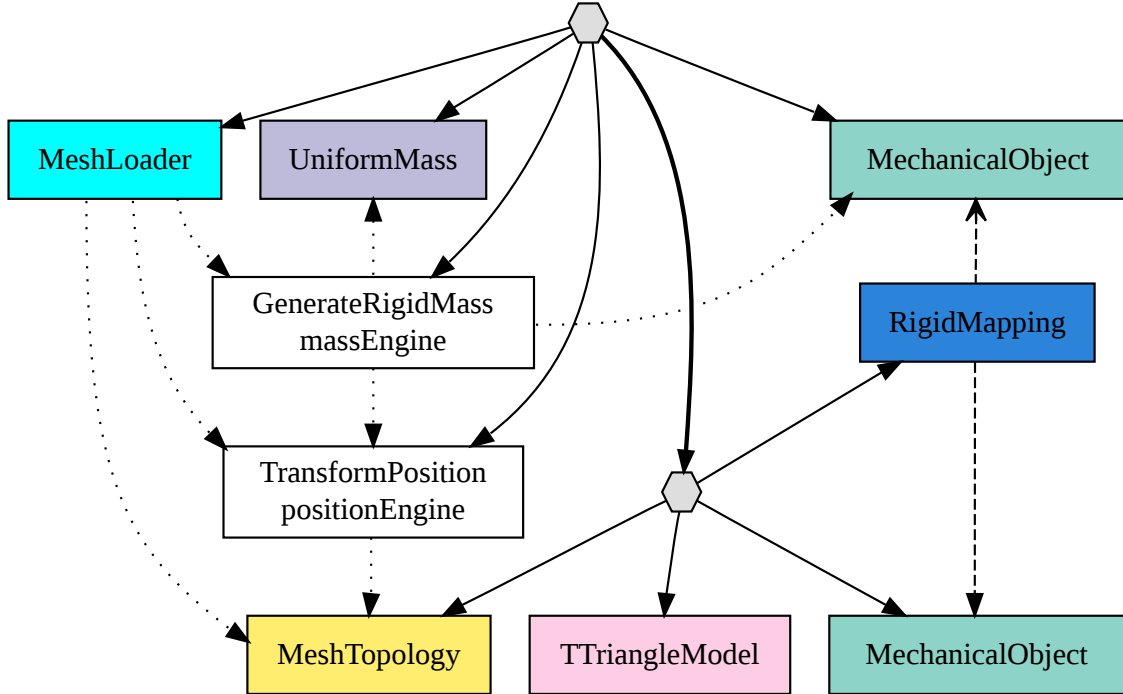 MeshLoader
UniformMass
MechanicalObject
GenerateRigidMass
massEngine
RigidMapping
TransformPosition
positionEngine
MeshTopology
TTriangleModel
MechanicalObject